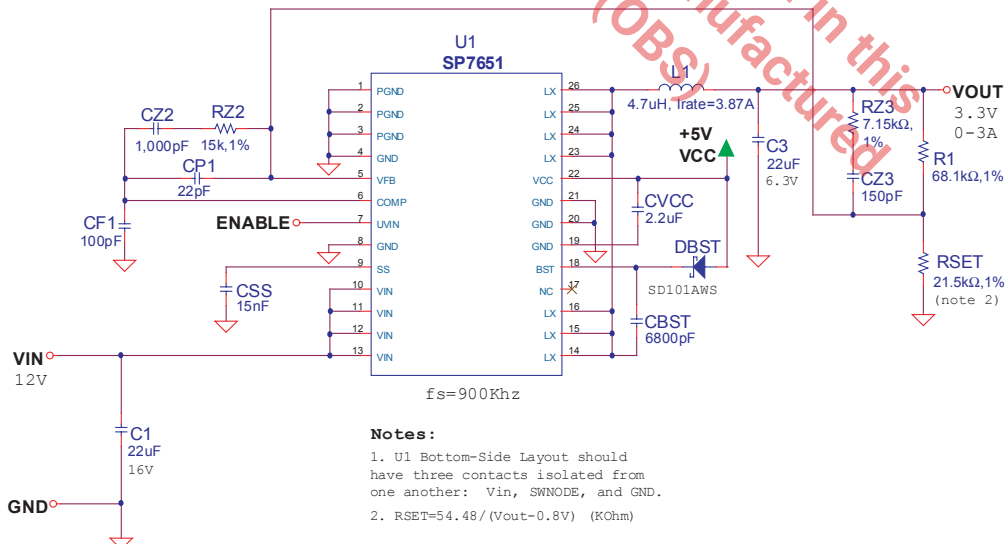 in this
nufactured
(OBS)
U1
SP7651
1 PGND
2 PGND
3 PGND
4 GND
5 VFB
6 COMP
7 UVIN
8 GND
9 SS
10 VIN
11 VIN
12 VIN
13 VIN
LX 26
LX 25
LX 24
LX 23
VCC 22
GND 21
GND 20
GND 19
BST 18
NC 17
LX 16
LX 15
LX 14
fs=900Khz
CZ2
1,000pF
RZ2
15k,1%
CP1
22pF
CF1
100pF
ENABLE
CSS
15nF
VIN
12V
C1
22uF
16V
GND
L1
4.7uH, Irate=3.87A
+5V
VCC
CVCC
2.2uF
DBST
SD101AWS
CBST
6800pF
C3
22uF
6.3V
RZ3
7.15kΩ,
1%
CZ3
150pF
VOUT
3.3V
0-3A
R1
68.1kΩ,1%
RSET
21.5kΩ,1%
(note 2)
Notes:
1. U1 Bottom-Side Layout should
have three contacts isolated from
one another: Vin, SWNODE, and GND.
2. RSET=54.48/(Vout-0.8V) (KOhm)